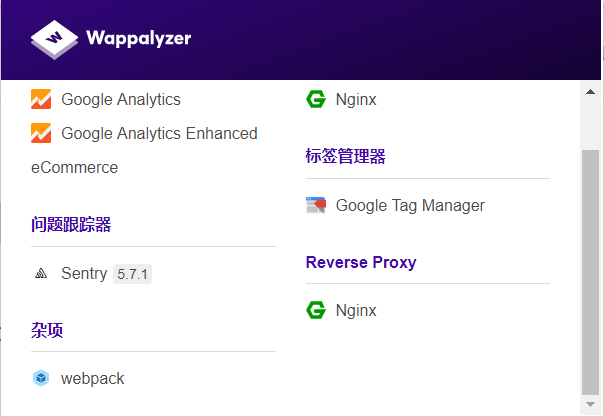 Wappalyzer
Google Analytics
Google Analytics Enhanced
eCommerce
问题跟踪器
Sentry 5.7.1
杂项
webpack
Nginx
标签管理器
Google Tag Manager
Reverse Proxy
Nginx